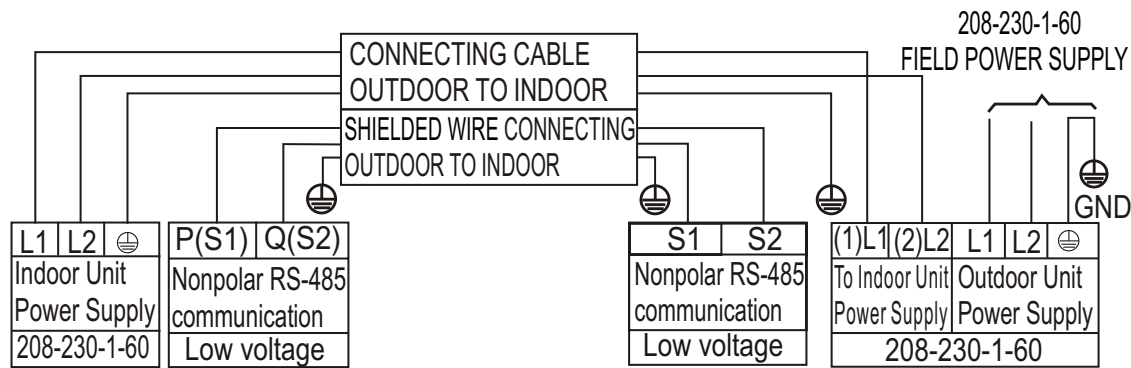 208-230-1-60
FIELD POWER SUPPLY
CONNECTING CABLE
OUTDOOR TO INDOOR
SHIELDED WIRE CONNECTING
OUTDOOR TO INDOOR
GND
L1 L2
Indoor Unit
Power Supply
208-230-1-60
P(S1) Q(S2)
Nonpolar RS-485
communication
Low voltage
S1 S2
Nonpolar RS-485
communication
Low voltage
(1)L1 (2)L2 L1 L2
To Indoor Unit
Power Supply
Outdoor Unit
Power Supply
208-230-1-60